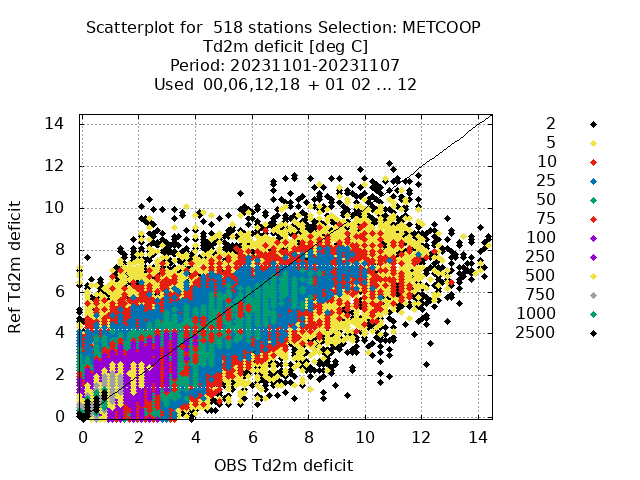 Scatterplot for  518 stations Selection: METCOOP
Td2m deficit [deg C]
Period: 20231101-20231107
Used  00,06,12,18 + 01 02 ... 12
14
12
10
8
6
4
2
0
Ref Td2m deficit
0 2 4 6 8 10 12 14
OBS Td2m deficit
2
5
10
25
50
75
100
250
500
750
1000
2500